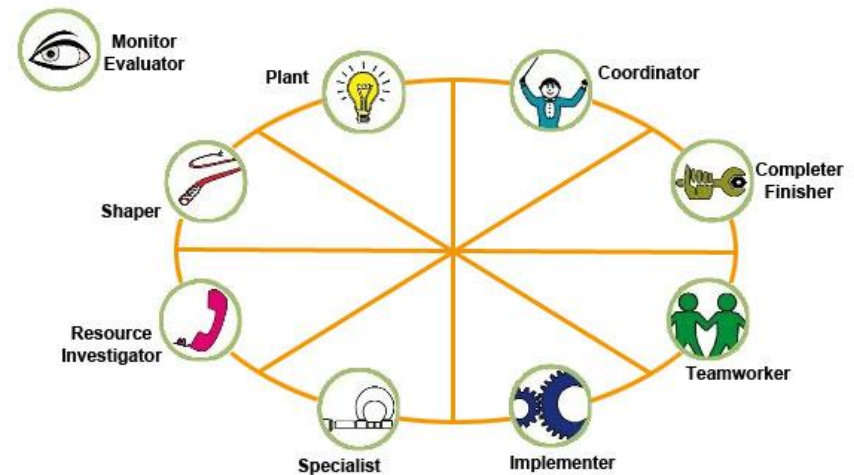 Monitor
Evaluator
Plant
Coordinator
Shaper
Completer
Finisher
Resource
Investigator
Teamworker
Specialist
Implementer